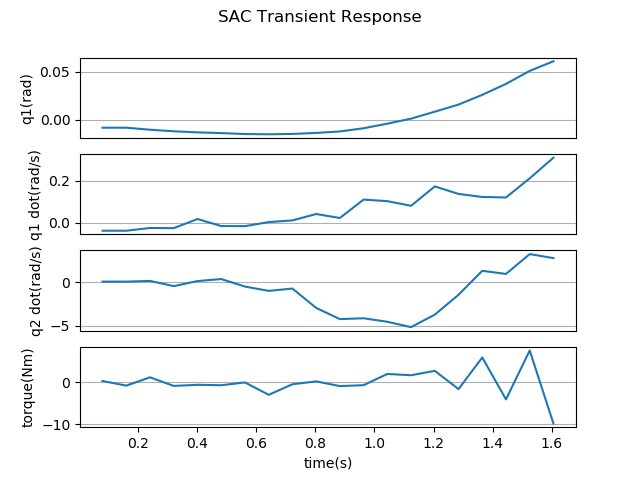 SAC Transient Response
0.05
0.00
q1(rad)
0.2
0.0
q1 dot(rad/s)
0
−5
q2 dot(rad/s)
0
−10
torque(Nm)
0.2 0.4 0.6 0.8 1.0 1.2 1.4 1.6
time(s)